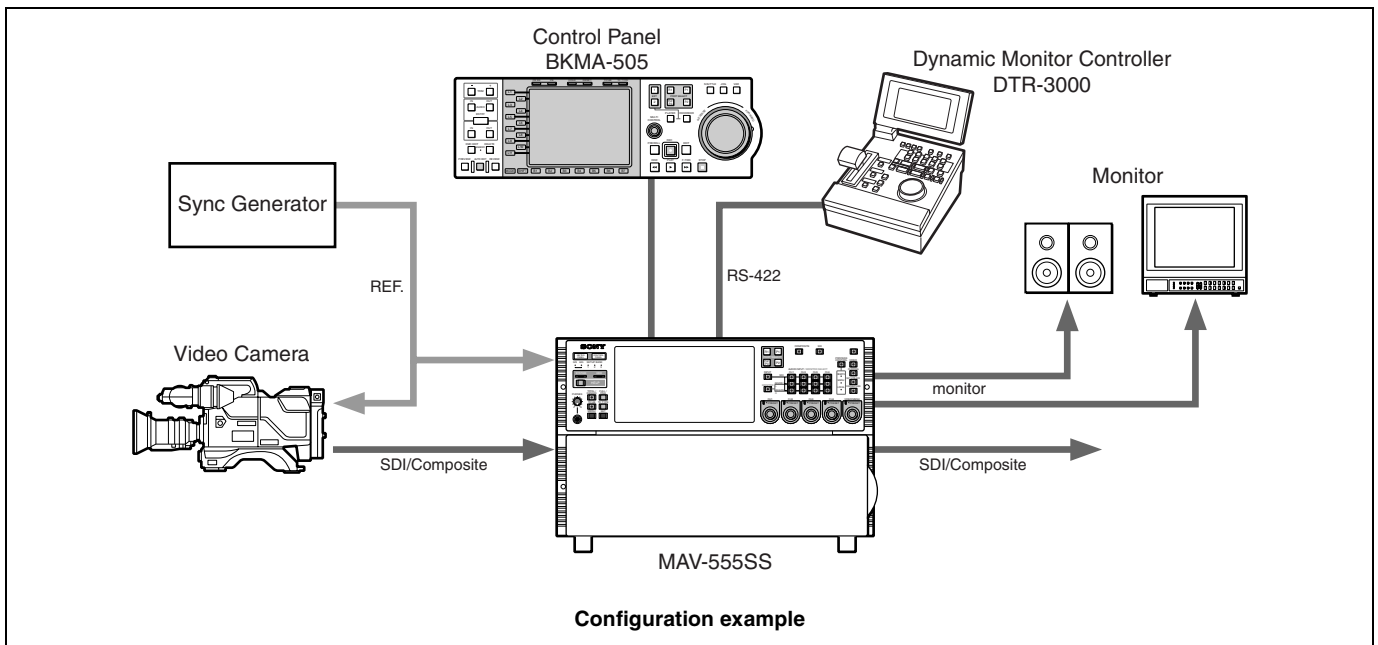 Control Panel
BKMA-505
Dynamic Monitor Controller
DTR-3000
Sync Generator
Monitor
REF.
RS-422
Video Camera
SONY
monitor
SDI/Composite
SDI/Composite
MAV-555SS
Configuration example